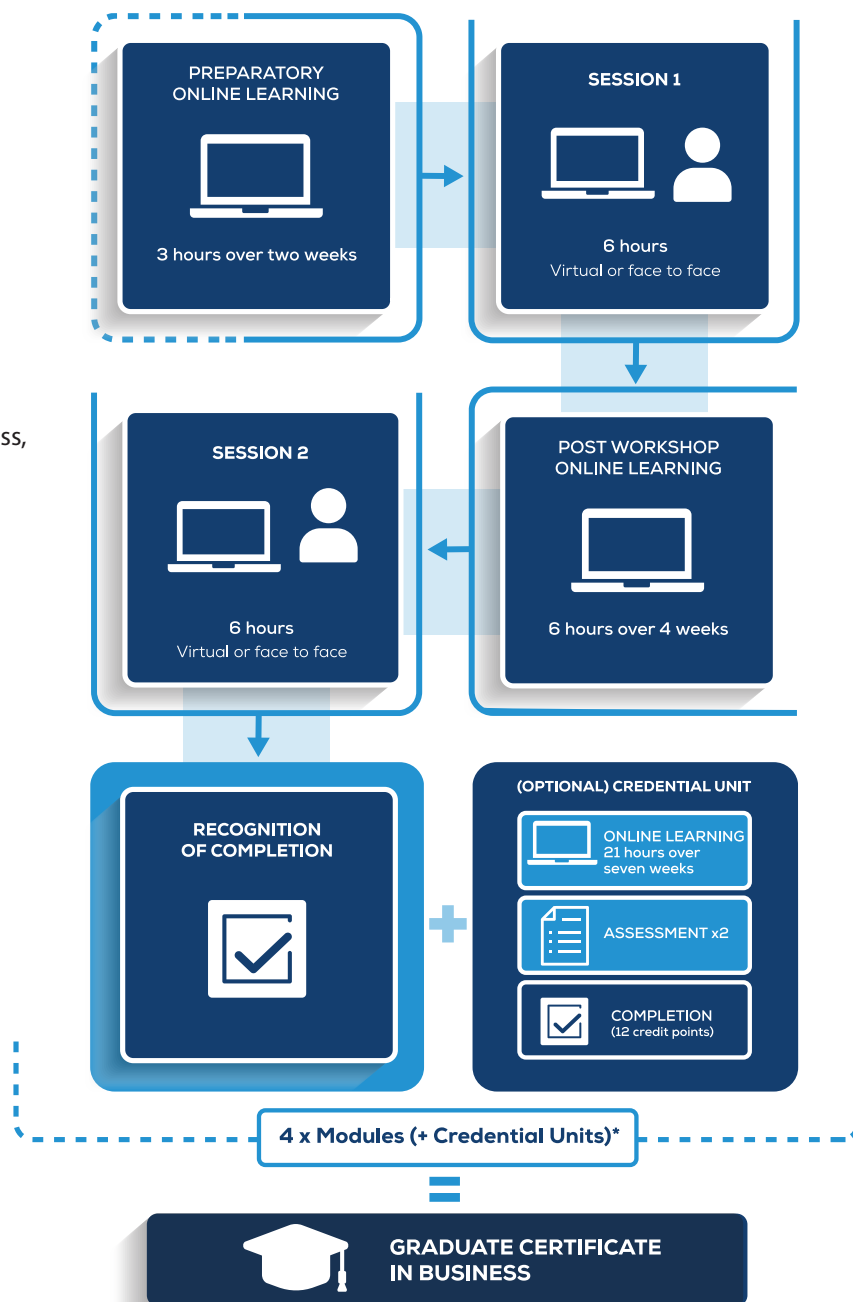 PREPARATORY
ONLINE LEARNING
3 hours over two weeks
SESSION 1
6 hours
Virtual or face to face
ss,
SESSION 2
6 hours
Virtual or face to face
POST WORKSHOP
ONLINE LEARNING
6 hours over 4 weeks
RECOGNITION
OF COMPLETION
(OPTIONAL) CREDENTIAL UNIT
ONLINE LEARNING
21 hours over
seven weeks
ASSESSMENT x2
COMPLETION
(12 credit points)
4 x Modules (+ Credential Units)*
GRADUATE CERTIFICATE
IN BUSINESS